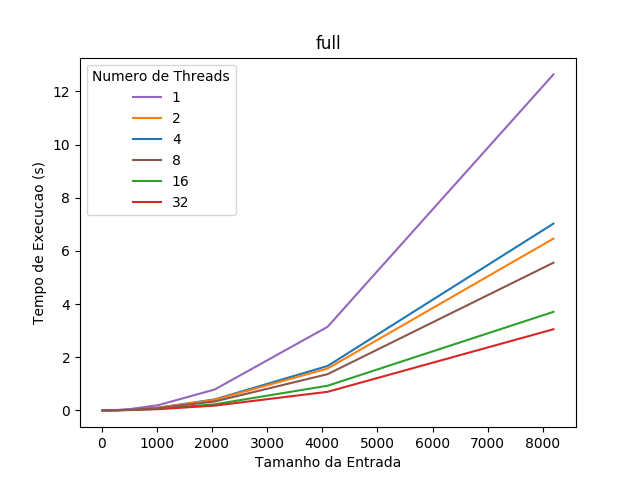 full
Numero de Threads
1
2
4
8
16
32
Tempo de Execucao (s)
12
10
8
6
4
2
0
0 1000 2000 3000 4000 5000 6000 7000 8000
Tamanho da Entrada